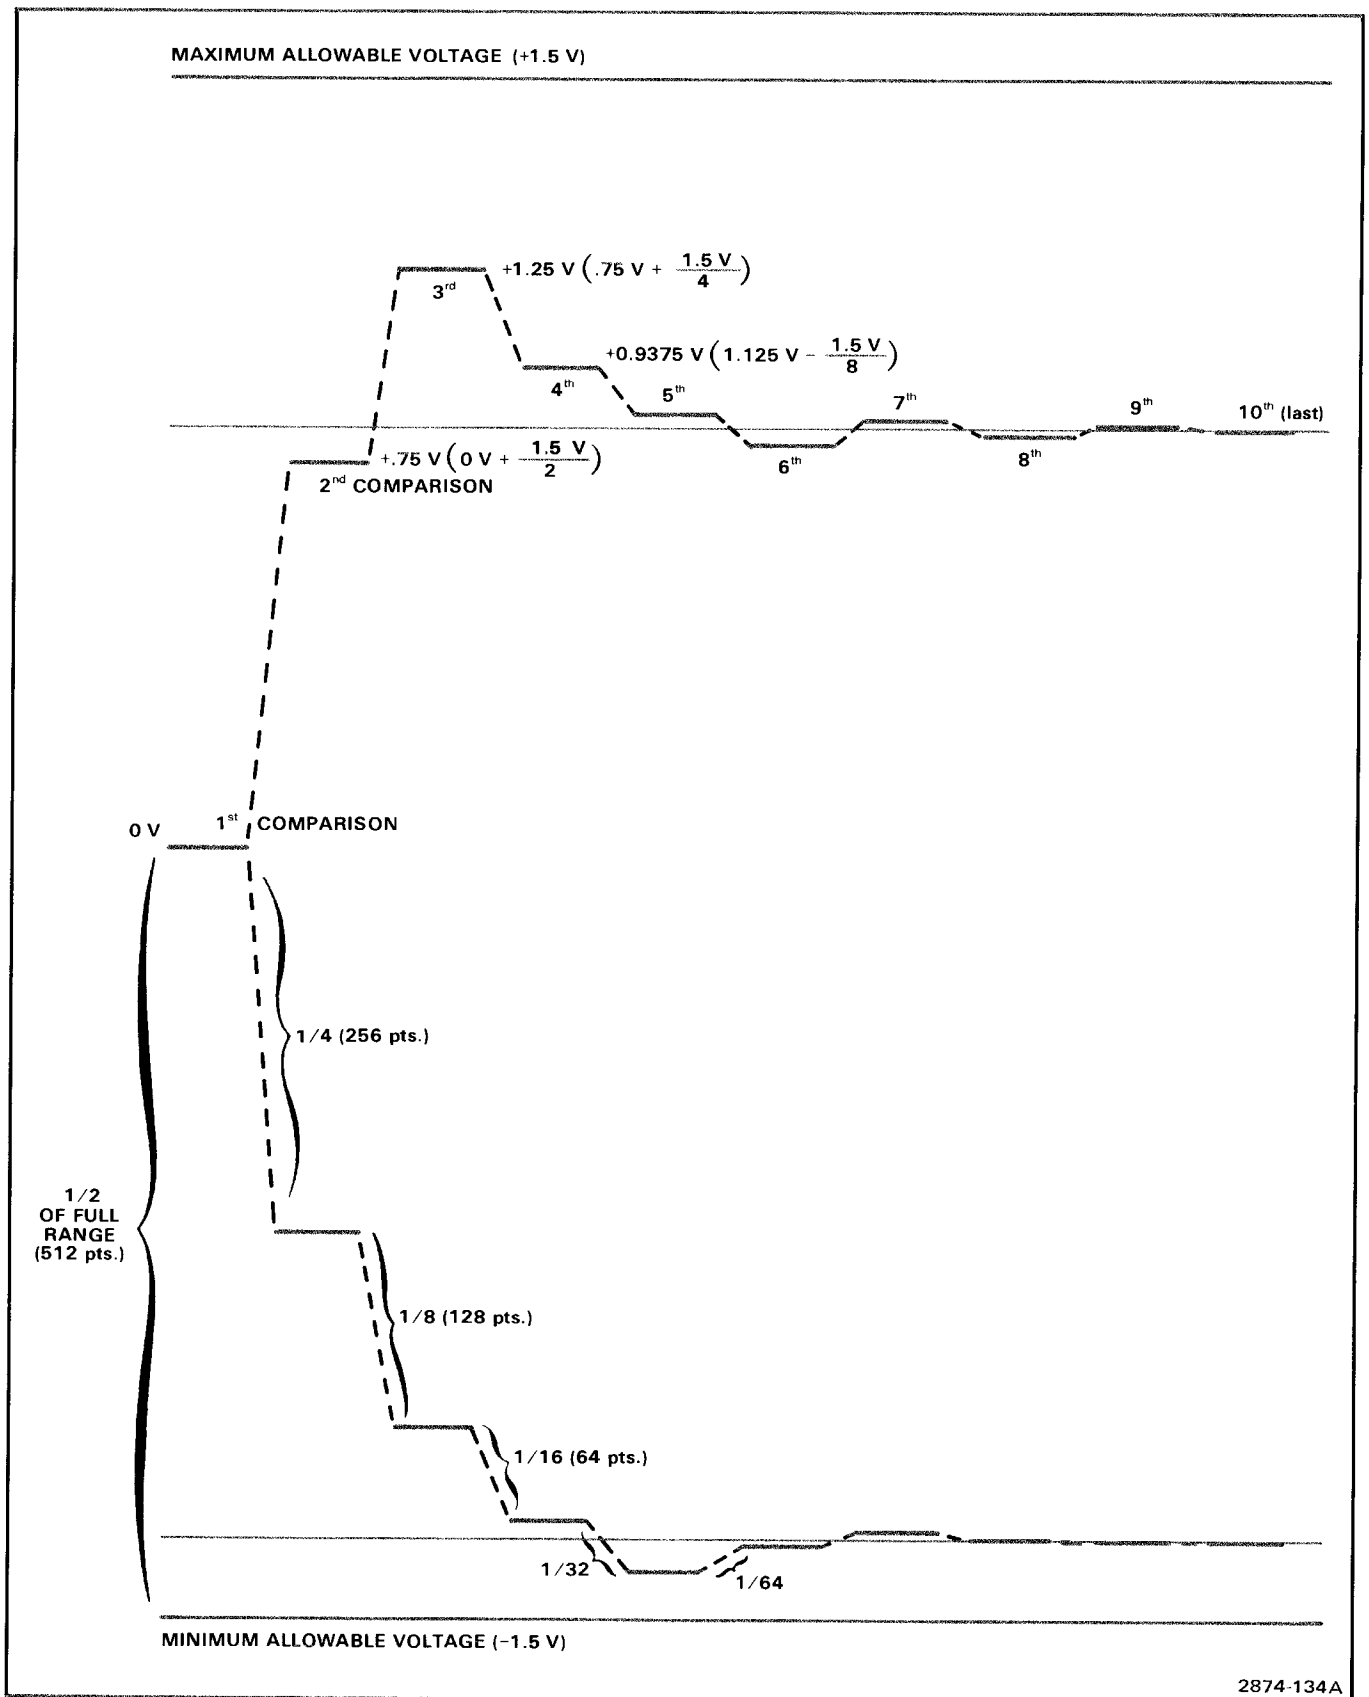 MAXIMUM ALLOWABLE VOLTAGE (+1.5 V)
+1.25 V (.75 V + 1.5 V / 4)
3rd
+0.9375 V (1.125 V - 1.5 V / 8)
4th
5th
7th
9th
10th (last)
+.75 V (0 V + 1.5 V / 2)
6th
8th
2nd COMPARISON
0 V
1st COMPARISON
1/4 (256 pts.)
1/2
OF FULL
RANGE
(512 pts.)
1/8 (128 pts.)
1/16 (64 pts.)
1/32
1/64
MINIMUM ALLOWABLE VOLTAGE (-1.5 V)
2874-134A